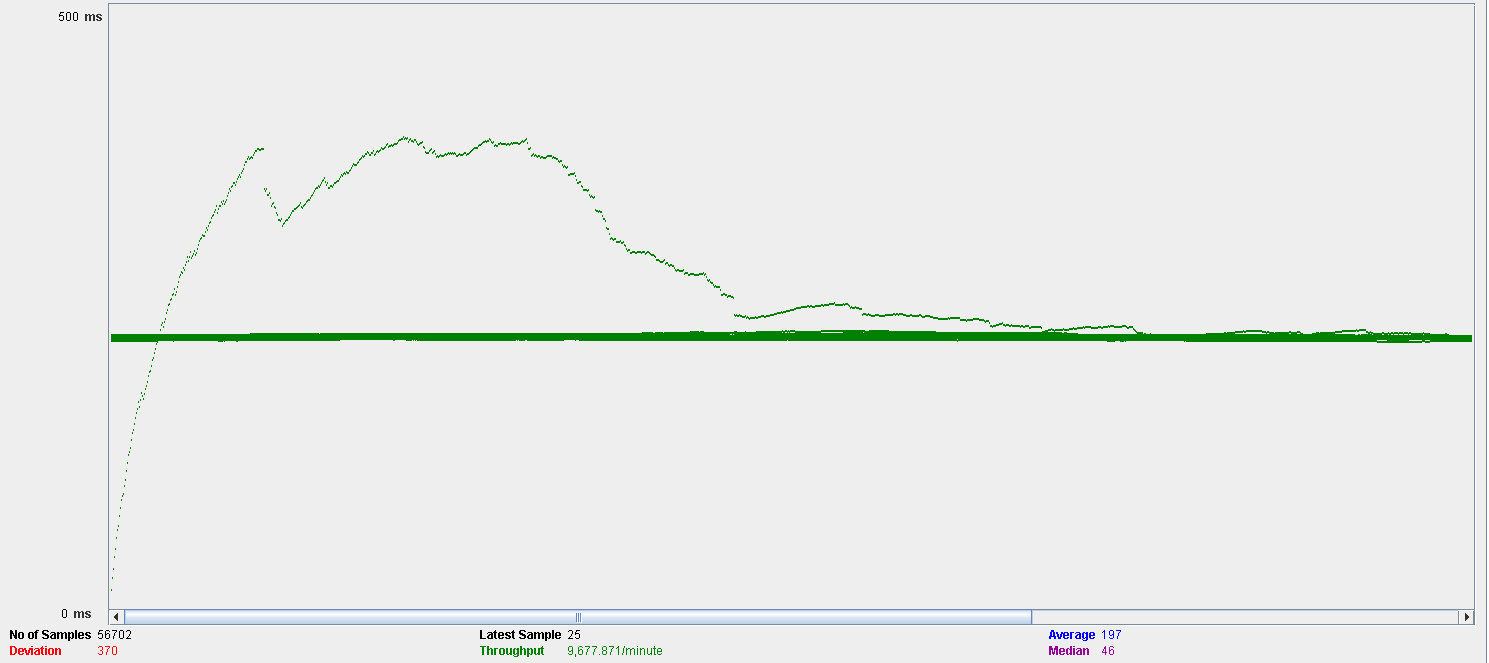 500 ms
0 ms
No of Samples 56702 Latest Sample 25 Average 197
Deviation 370 Throughput 9,677.871/minute Median 46